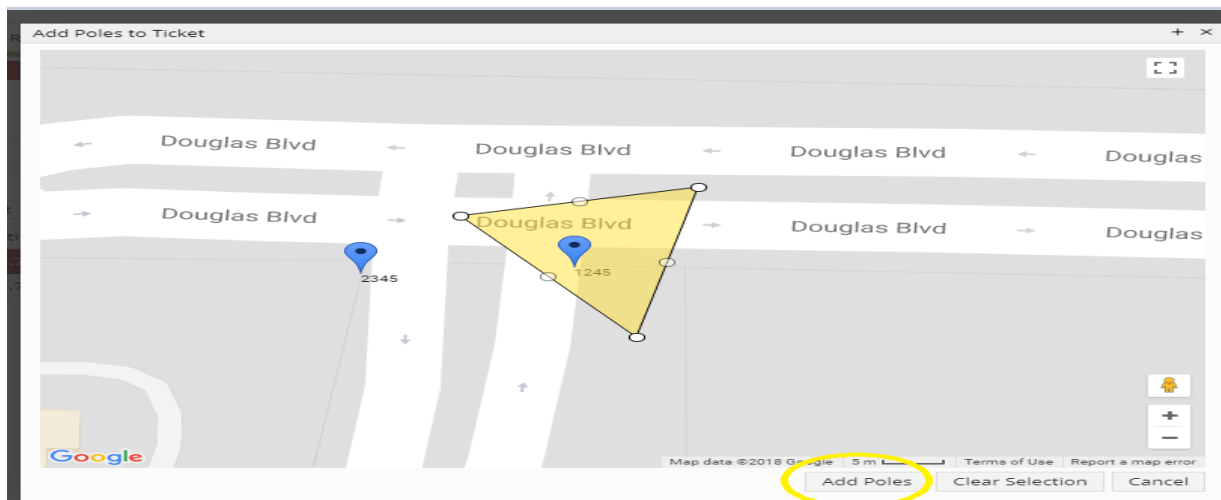 Add Poles to Ticket
Douglas Blvd
Douglas Blvd
Douglas Blvd
Douglas
Douglas Blvd
Douglas Blvd
Douglas Blvd
Douglas
2345
1245
Google
Map data ©2018 Google 5 m Terms of Use Report a map error
Add Poles Clear Selection Cancel